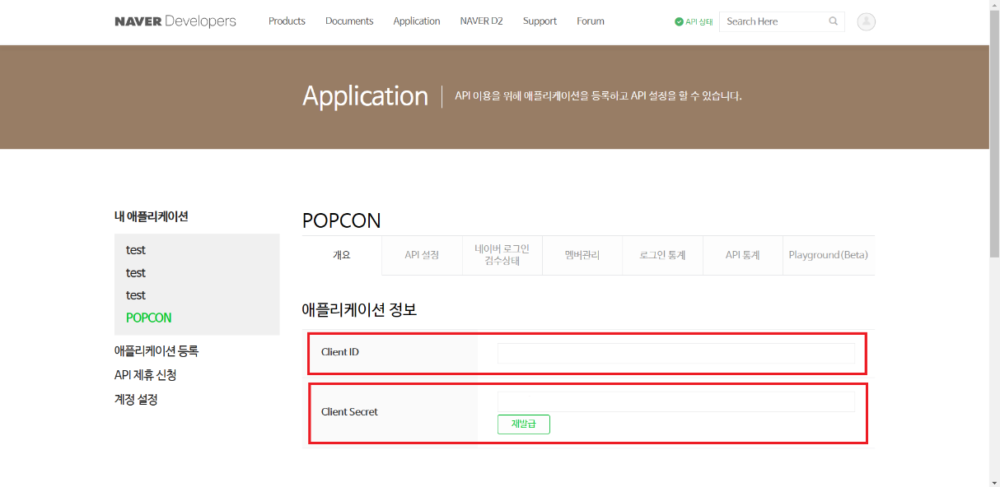 NAVER Developers
Products Documents Application NAVER D2 Support Forum
API 상태
Search Here
Application
API 이용을 위해 애플리케이션을 등록하고 API 설정을 할 수 있습니다.
내 애플리케이션
test
test
test
POPCON
애플리케이션 등록
API 제휴 신청
계정 설정
POPCON
개요
API 설정
네이버 로그인
검수상태
멤버관리
로그인 통계
API 통계
Playground(Beta)
애플리케이션 정보
Client ID
Client Secret
재발급